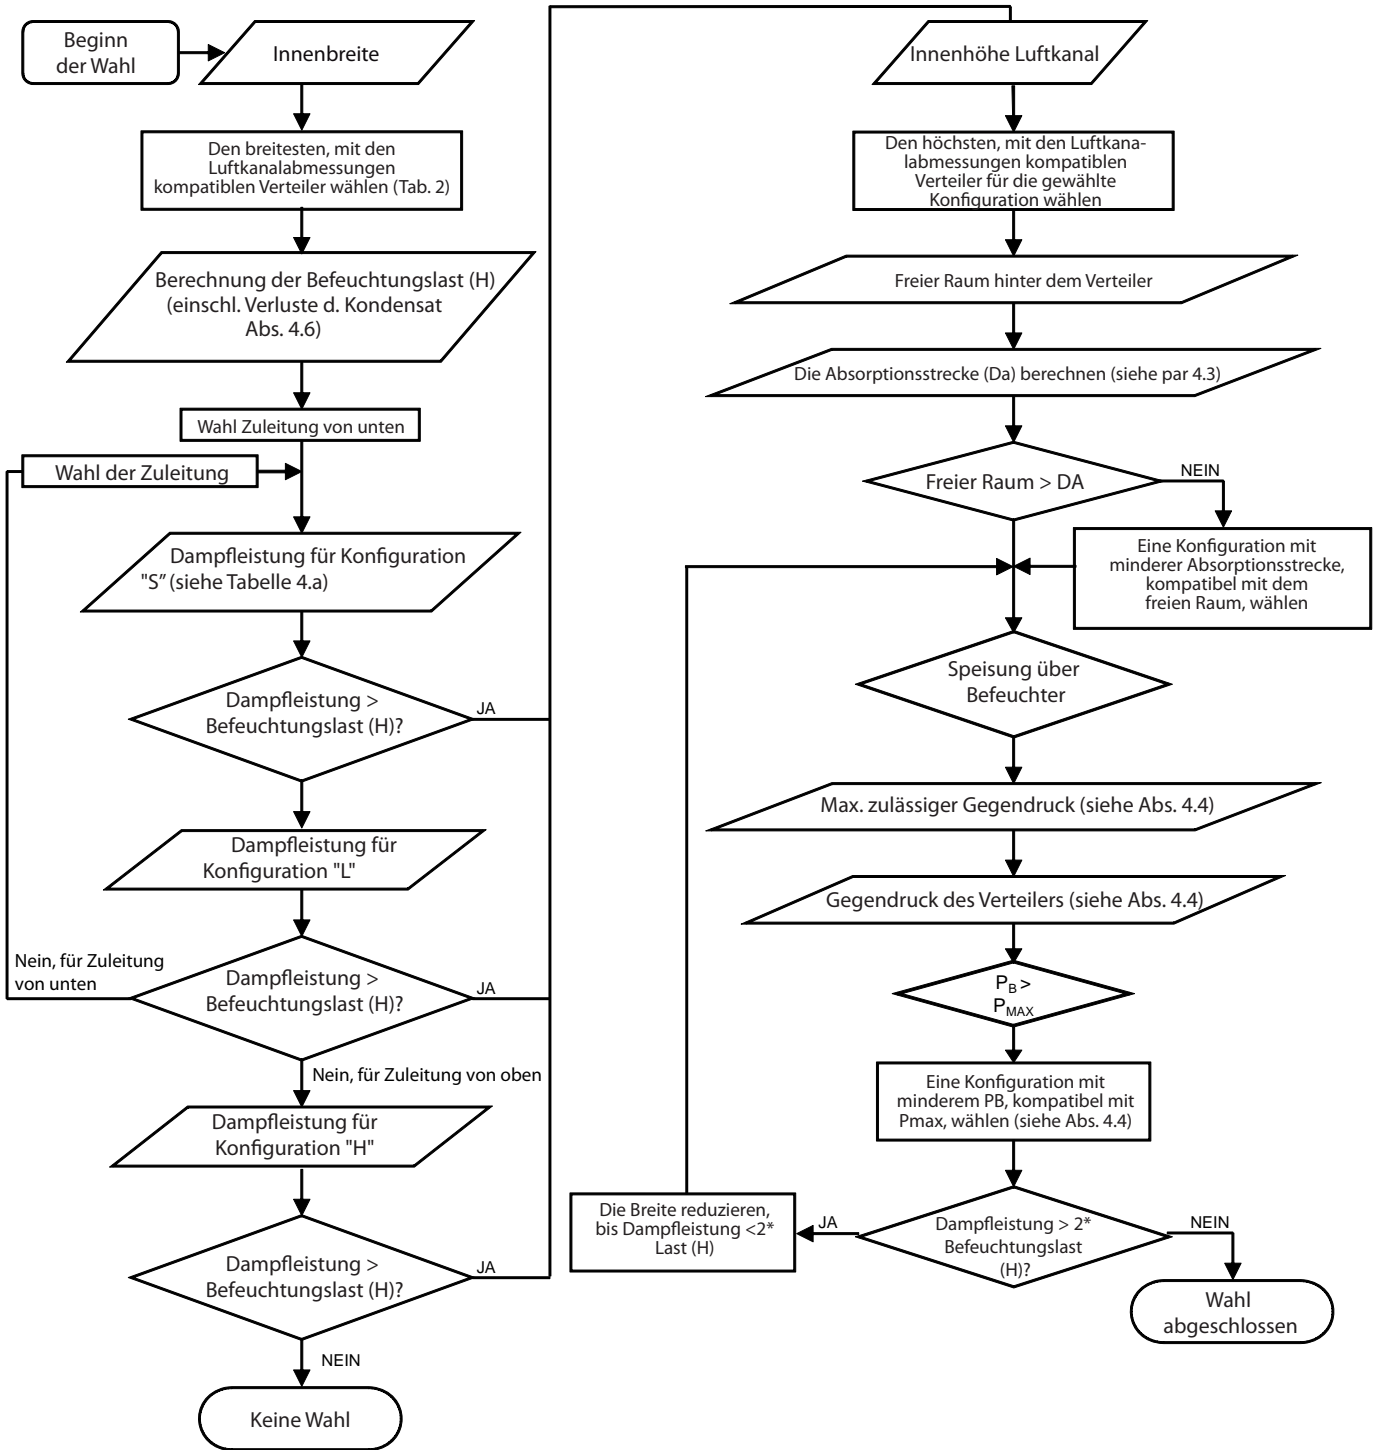 Beginn
der Wahl
Innenbreite
Den breitesten, mit den
Luftkanalabmessungen
kompatiblen Verteiler wählen (Tab. 2)
Berechnung der Befeuchtungslast (H)
(einschl. Verluste d. Kondensat
Abs. 4.6)
Wahl Zuleitung von unten
Wahl der Zuleitung
Dampfleistung für Konfiguration
"S” (siehe Tabelle 4.a)
Dampfleistung >
Befeuchtungslast (H)?
JA
Dampfleistung für
Konfiguration "L"
Nein, für Zuleitung
von unten
Dampfleistung >
Befeuchtungslast (H)?
JA
Nein, für Zuleitung von oben
Dampfleistung für
Konfiguration "H"
Dampfleistung >
Befeuchtungslast (H)?
JA
NEIN
Keine Wahl
Innenhöhe Luftkanal
Den höchsten, mit den Luftkana-
labmessungen kompatiblen
Verteiler für die gewählte
Konfiguration wählen
Freier Raum hinter dem Verteiler
Die Absorptionsstrecke (Da) berechnen (siehe par 4.3)
Freier Raum > DA
NEIN
Eine Konfiguration mit
minderer Absorptionsstrecke,
kompatibel mit dem
freien Raum, wählen
Speisung über
Befeuchter
Max. zulässiger Gegendruck (siehe Abs. 4.4)
Gegendruck des Verteilers (siehe Abs. 4.4)
PB >
PMAX
Eine Konfiguration mit
minderem PB, kompatibel mit
Pmax, wählen (siehe Abs. 4.4)
Dampfleistung > 2*
Befeuchtungslast
(H)?
JA
Die Breite reduzieren,
bis Dampfleistung <2*
Last (H)
NEIN
Wahl
abgeschlossen